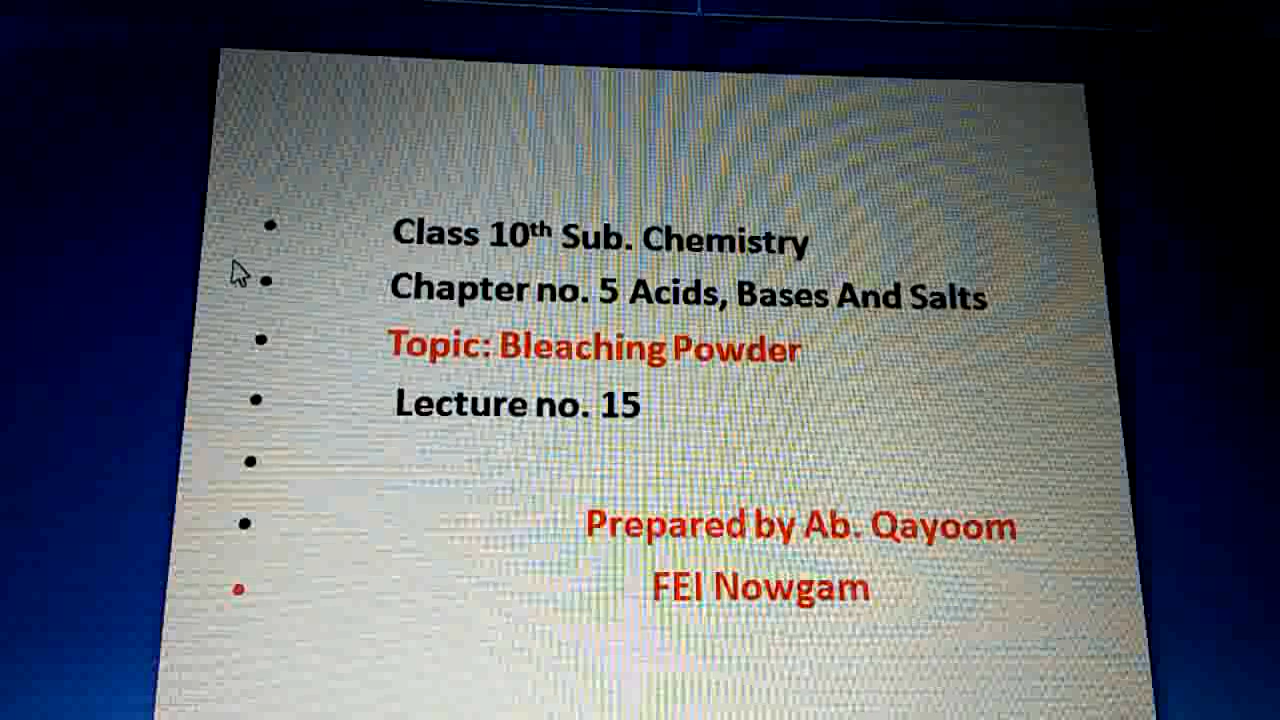 Class 10th Sub. Chemistry
Chapter no. 5 Acids, Bases And Salts
Topic: Bleaching Powder
Lecture no. 15
Prepared by Ab. Qayoom
FEI Nowgam